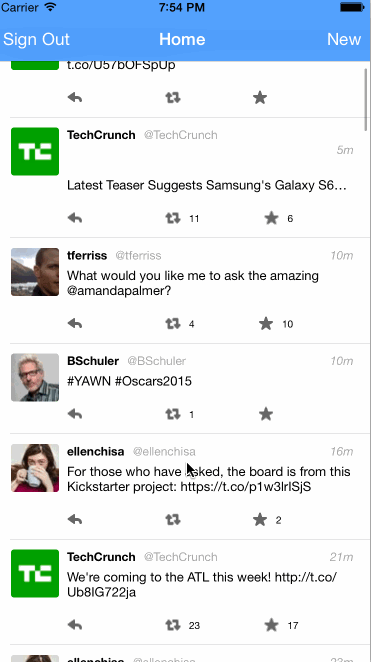 Carrier 7:54 PM
Sign Out Home New
t.co/U57bOFSpUp
TechCrunch @TechCrunch
5m
Latest Teaser Suggests Samsung's Galaxy S6...
11 6
tferriss @tferriss 10m
What would you like me to ask the amazing
@amandapalmer?
4 10
BSchuler @BSchuler 10m
#YAWN #Oscars2015
1
ellenchisa @ellenchisa 16m
For those who have asked, the board is from this
Kickstarter project: https://t.co/p1w3lrlSjS
2
TechCrunch @TechCrunch 21m
We're coming to the ATL this week! http://t.co/
Ub8IG722ja
23 17
ellenchisa @ellenchisa 23m